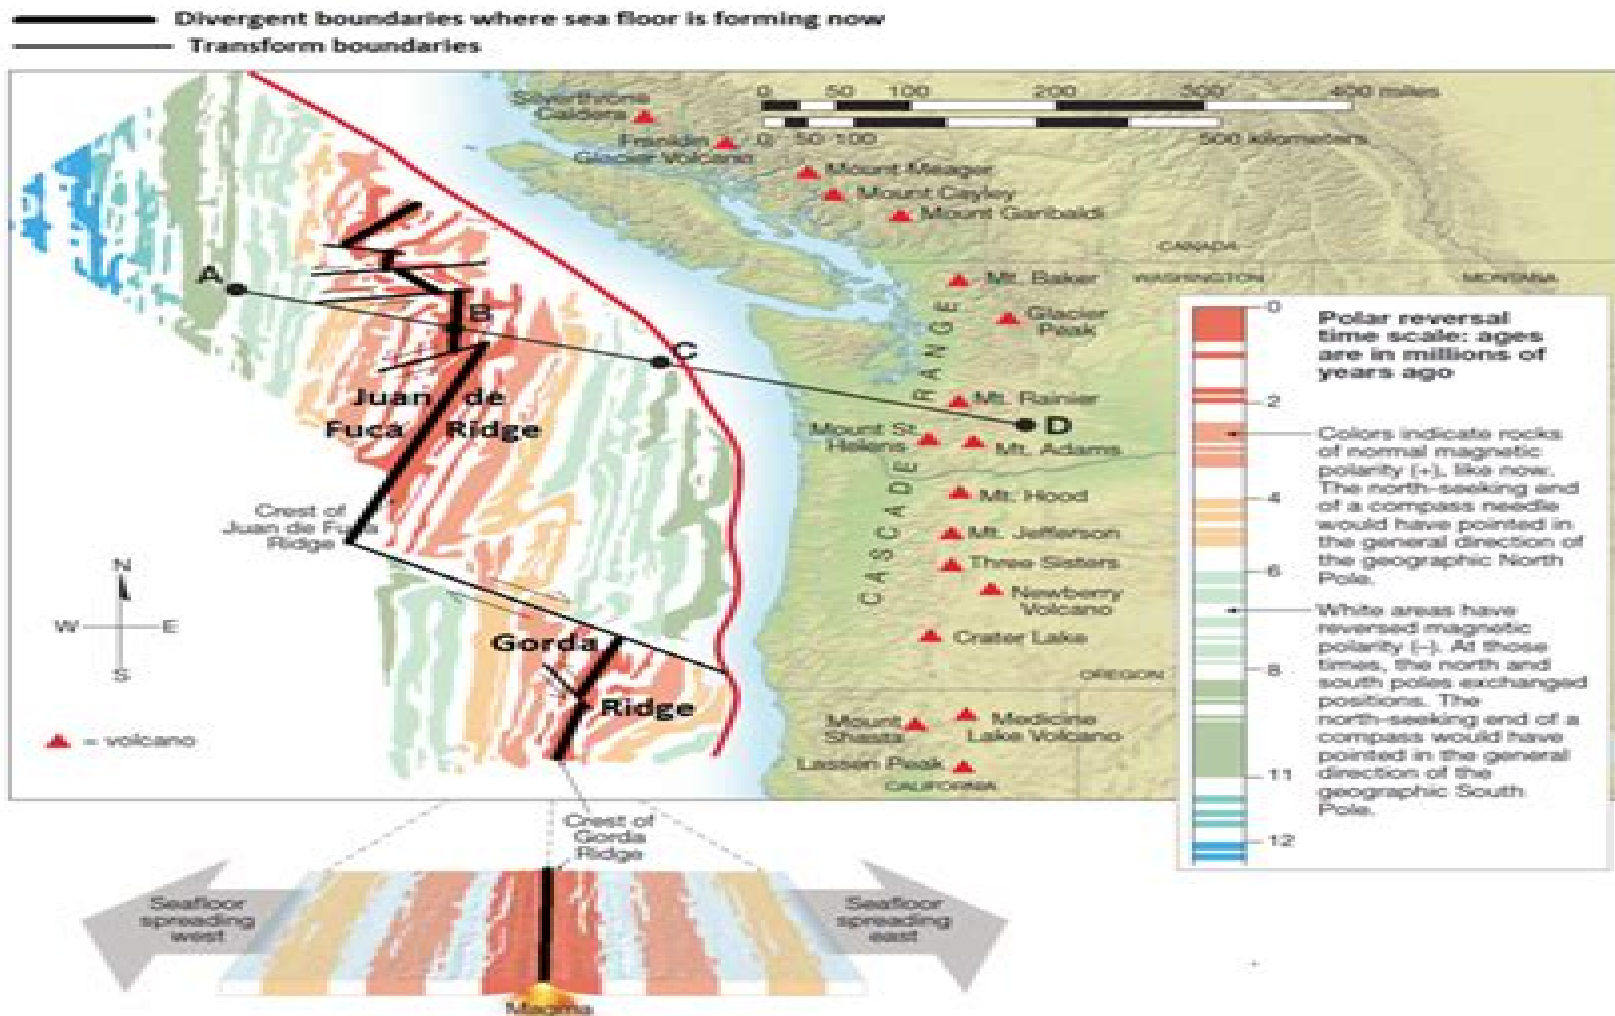 Divergent boundaries where sea floor is forming now
Transform boundaries
0 50 100 200 300 400 miles
0 50 100 500 kilometers
Silverthrone
Caldera
Franklin
Glacier Volcano
Mount Meager
Mount Cayley
Mount Garibaldi
CANADA
WASHINGTON
MONTANA
Mt. Baker
Glacier
Peak
A
B
C
D
Juan de
Fuca Ridge
Mt. Rainier
Mount St.
Helens
Mt. Adams
CASCADE RANGE
Mt. Hood
Mt. Jefferson
Three Sisters
Newberry
Volcano
Crater Lake
Crest of
Juan de Fuca
Ridge
N
W E
S
Gorda
Ridge
OREGON
Mount
Shasta
Medicine
Lake Volcano
Lassen Peak
CALIFORNIA
= volcano
0
2
4
6
8
11
12
Polar reversal
time scale: ages
are in millions of
years ago
Colors indicate rocks
of normal magnetic
polarity (+), like now.
The north-seeking end
of a compass needle
would have pointed in
the general direction of
the geographic North
Pole.
White areas have
reversed magnetic
polarity (–). At those
times, the north and
south poles exchanged
positions. The
north-seeking end of a
compass would have
pointed in the general
direction of the
geographic South
Pole.
Crest of
Gorda
Ridge
Seafloor
spreading
west
Seafloor
spreading
east
Magma